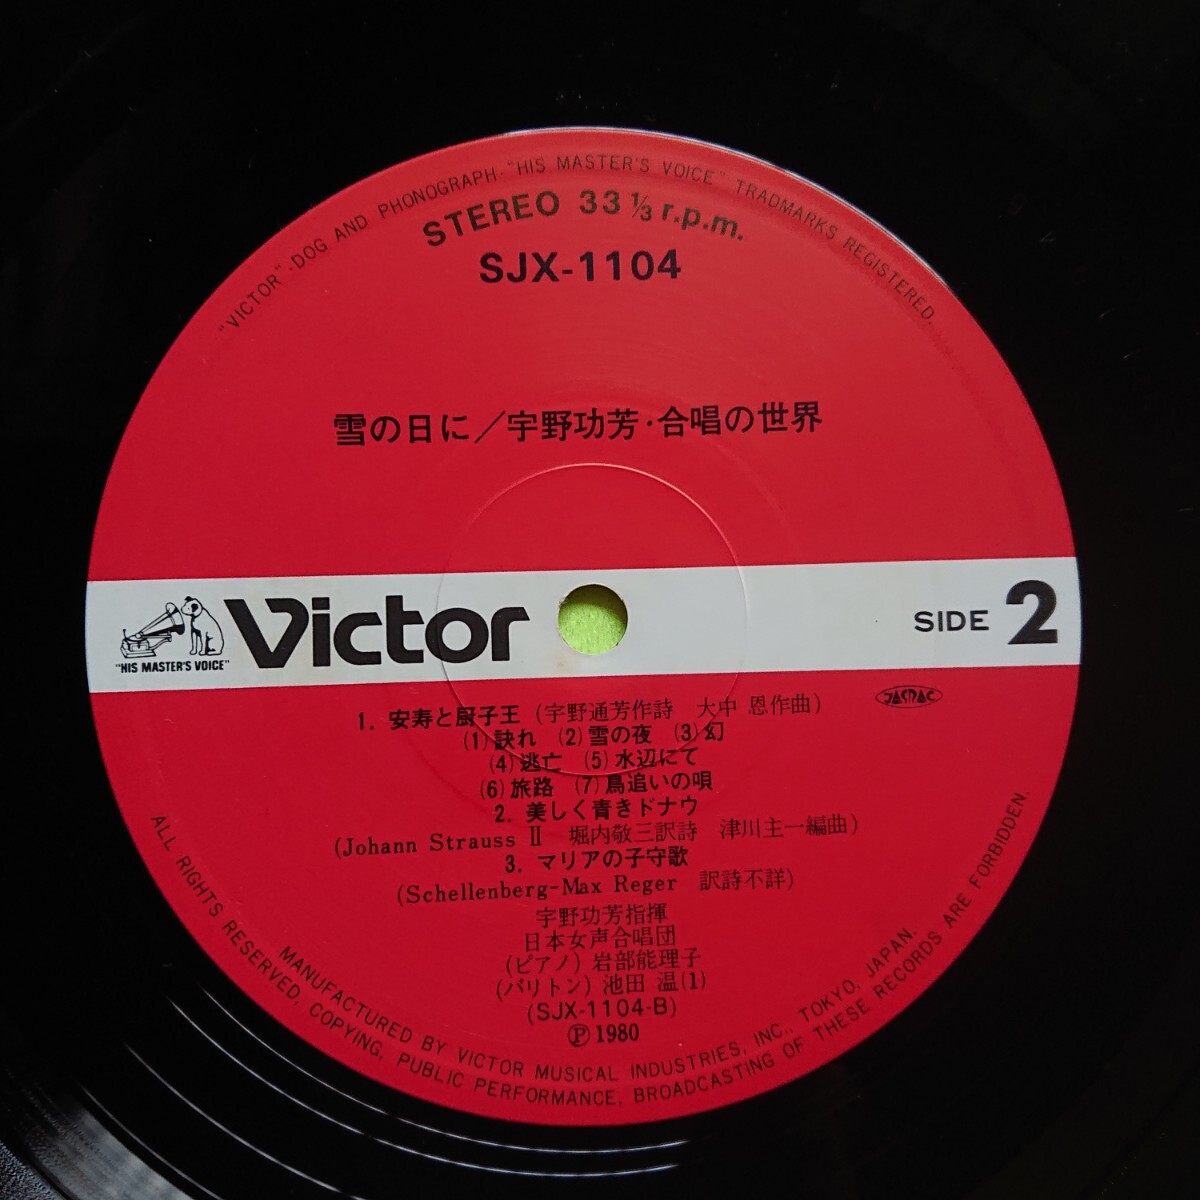 "VICTOR"·DOG AND PHONOGRAPH·"HIS MASTER'S VOICE" TRADMARKS REGISTERED.
STEREO 33 1/3 r.p.m.
SJX-1104
雪の日に/宇野功芳・合唱の世界
"HIS MASTER'S VOICE"
Victor
SIDE 2
JASRAC
1. 安寿と厨子王 (宇野通芳作詩 大中 恩作曲)
(1)訣れ (2)雪の夜 (3)幻
(4)逃亡 (5)水辺にて
(6)旅路 (7)鳥追いの唄
2. 美しく青きドナウ
(Johann Strauss II 堀内敬三訳詩 津川主一編曲)
3. マリアの子守歌
(Schellenberg-Max Reger 訳詩不詳)
宇野功芳指揮
日本女声合唱団
(ピアノ) 岩部能理子
(バリトン) 池田 温(1)
(SJX-1104-B)
Ⓟ1980
MANUFACTURED BY VICTOR MUSICAL INDUSTRIES, INC., TOKYO, JAPAN.
ALL RIGHTS RESERVED, COPYING, PUBLIC PERFORMANCE, BROADCASTING OF THESE RECORDS ARE FORBIDDEN.